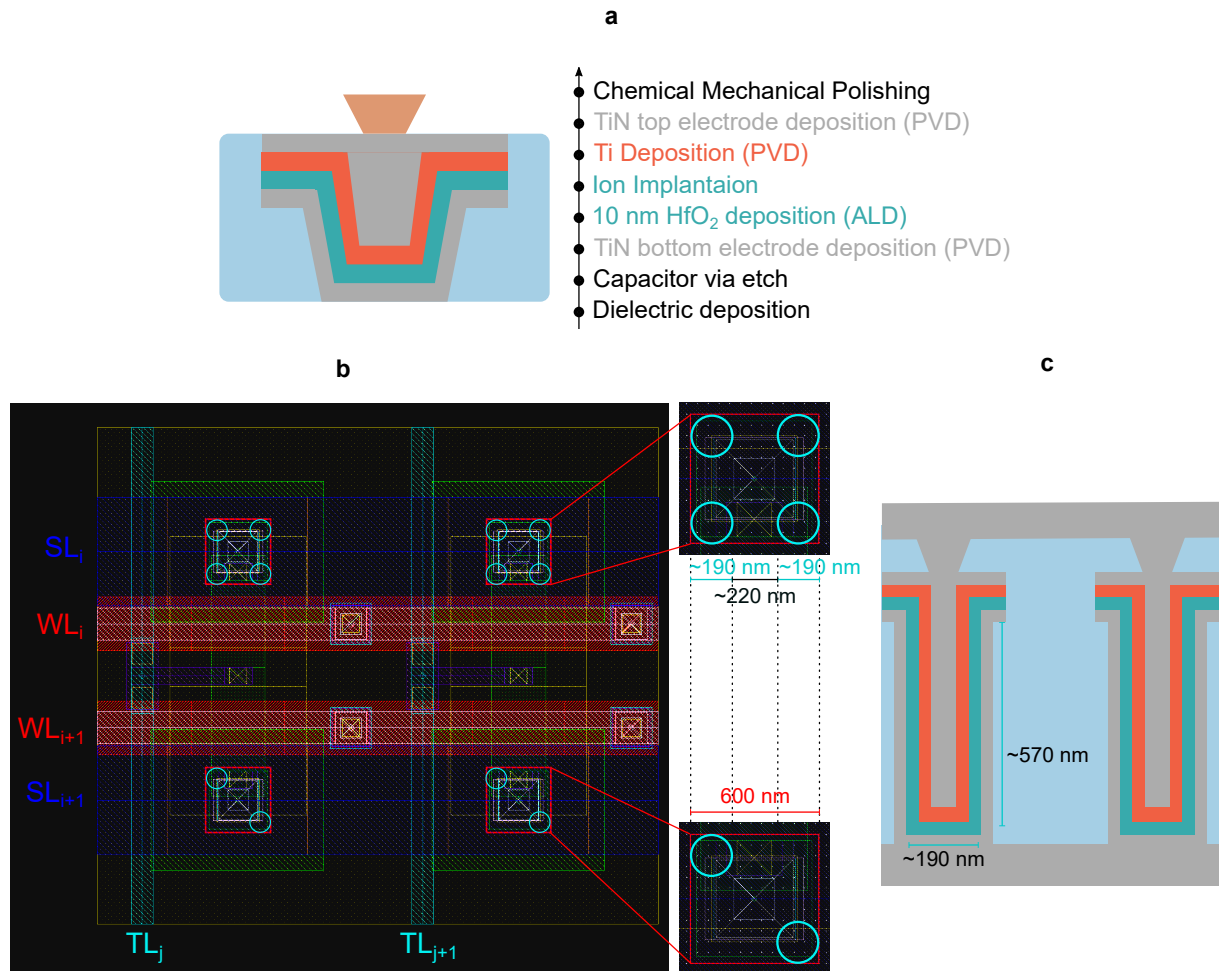 a
Chemical Mechanical Polishing
TiN top electrode deposition (PVD)
Ti Deposition (PVD)
Ion Implantaion
10 nm HfO₂ deposition (ALD)
TiN bottom electrode deposition (PVD)
Capacitor via etch
Dielectric deposition
b
SLᵢ
WLᵢ
WLᵢ₊₁
SLᵢ₊₁
TLⱼ
TLⱼ₊₁
~190 nm
~190 nm
~220 nm
600 nm
c
~570 nm
~190 nm